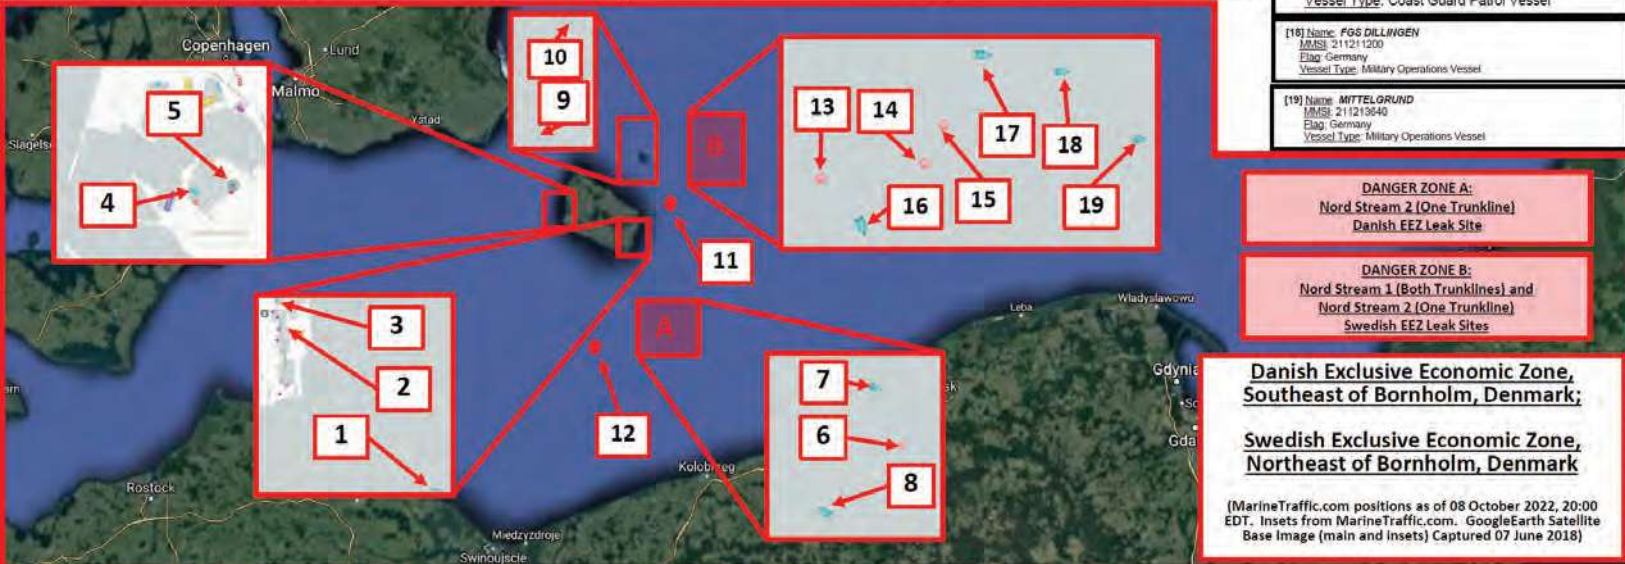 Vessel Type: Coast Guard Patrol Vessel
[18] Name: FGS DILLINGEN
MMSI: 211211200
Flag: Germany
Vessel Type: Military Operations Vessel
[19] Name: MITTELGRUND
MMSI: 211213640
Flag: Germany
Vessel Type: Military Operations Vessel
Copenhagen
Lund
Malmo
Ystad
5
4
10
9
B
13
14
15
16
17
18
19
11
3
2
1
A
12
7
6
8
Leba
Władysławowo
Gdynia
Kolobrzeg
Rostock
Międzyzdroje
Swinoujscie
DANGER ZONE A:
Nord Stream 2 (One Trunkline)
Danish EEZ Leak Site
DANGER ZONE B:
Nord Stream 1 (Both Trunklines) and
Nord Stream 2 (One Trunkline)
Swedish EEZ Leak Sites
Danish Exclusive Economic Zone,
Southeast of Bornholm, Denmark;
Swedish Exclusive Economic Zone,
Northeast of Bornholm, Denmark
(MarineTraffic.com positions as of 08 October 2022, 20:00
EDT. Insets from MarineTraffic.com. GoogleEarth Satellite
Base Image (main and insets) Captured 07 June 2018)